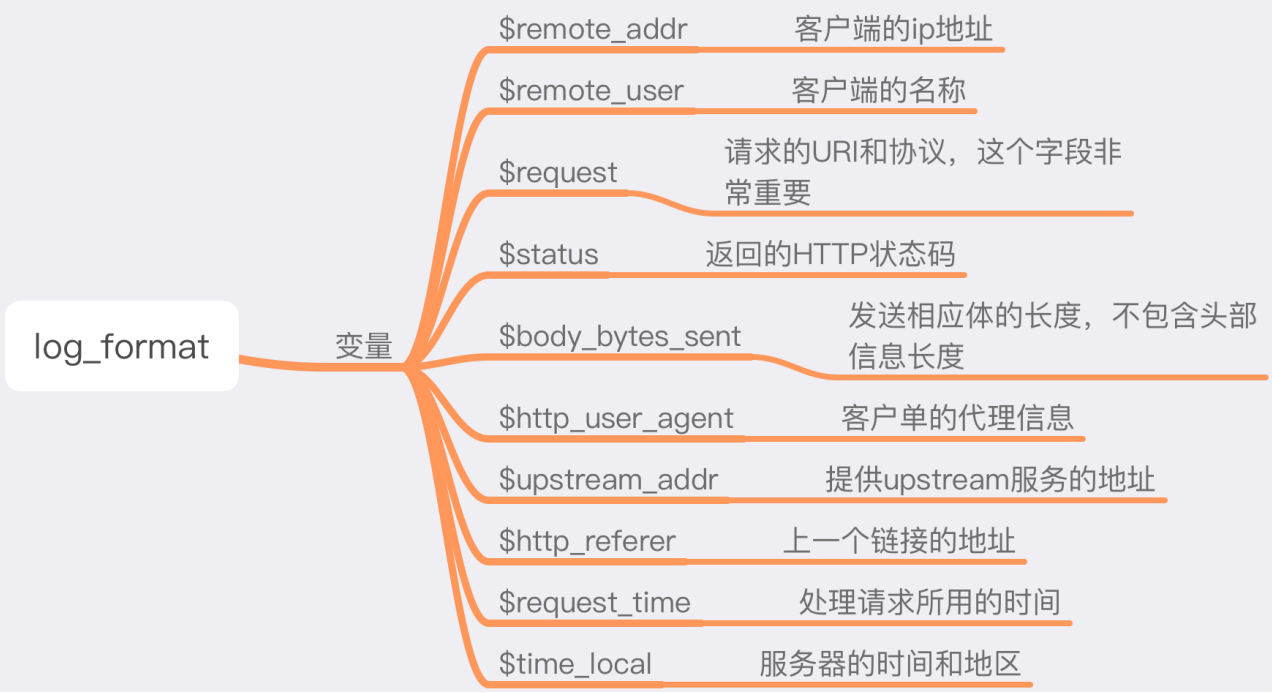 log_format
变量
$remote_addr 客户端的ip地址
$remote_user 客户端的名称
$request 请求的URI和协议，这个字段非
常重要
$status 返回的HTTP状态码
$body_bytes_sent 发送相应体的长度，不包含头部
信息长度
$http_user_agent 客户单的代理信息
$upstream_addr 提供upstream服务的地址
$http_referer 上一个链接的地址
$request_time 处理请求所用的时间
$time_local 服务器的时间和地区